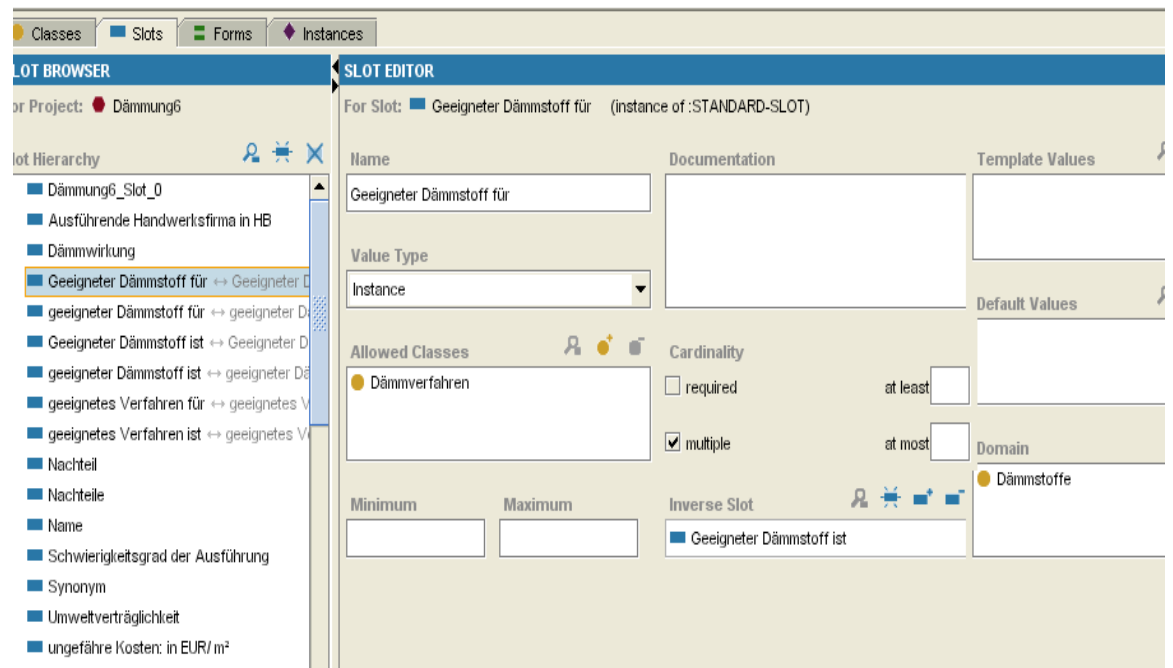 Classes Slots Forms Instances
LOT BROWSER
or Project: Dämmung6
lot Hierarchy
Dämmung6_Slot_0
Ausführende Handwerksfirma in HB
Dämmwirkung
Geeigneter Dämmstoff für ↔ Geeigneter D
geeigneter Dämmstoff für ↔ geeigneter Dä
Geeigneter Dämmstoff ist ↔ Geeigneter D
geeigneter Dämmstoff ist ↔ geeigneter Dä
geeignetes Verfahren für ↔ geeignetes V
geeignetes Verfahren ist ↔ geeignetes Ve
Nachteil
Nachteile
Name
Schwierigkeitsgrad der Ausführung
Synonym
Umweltverträglichkeit
ungefähre Kosten: in EUR/ m²
SLOT EDITOR
For Slot: Geeigneter Dämmstoff für (instance of :STANDARD-SLOT)
Name
Geeigneter Dämmstoff für
Value Type
Instance
Allowed Classes
Dämmverfahren
Minimum Maximum
Documentation
Cardinality
required at least
multiple at most
Inverse Slot
Geeigneter Dämmstoff ist
Template Values
Default Values
Domain
Dämmstoffe